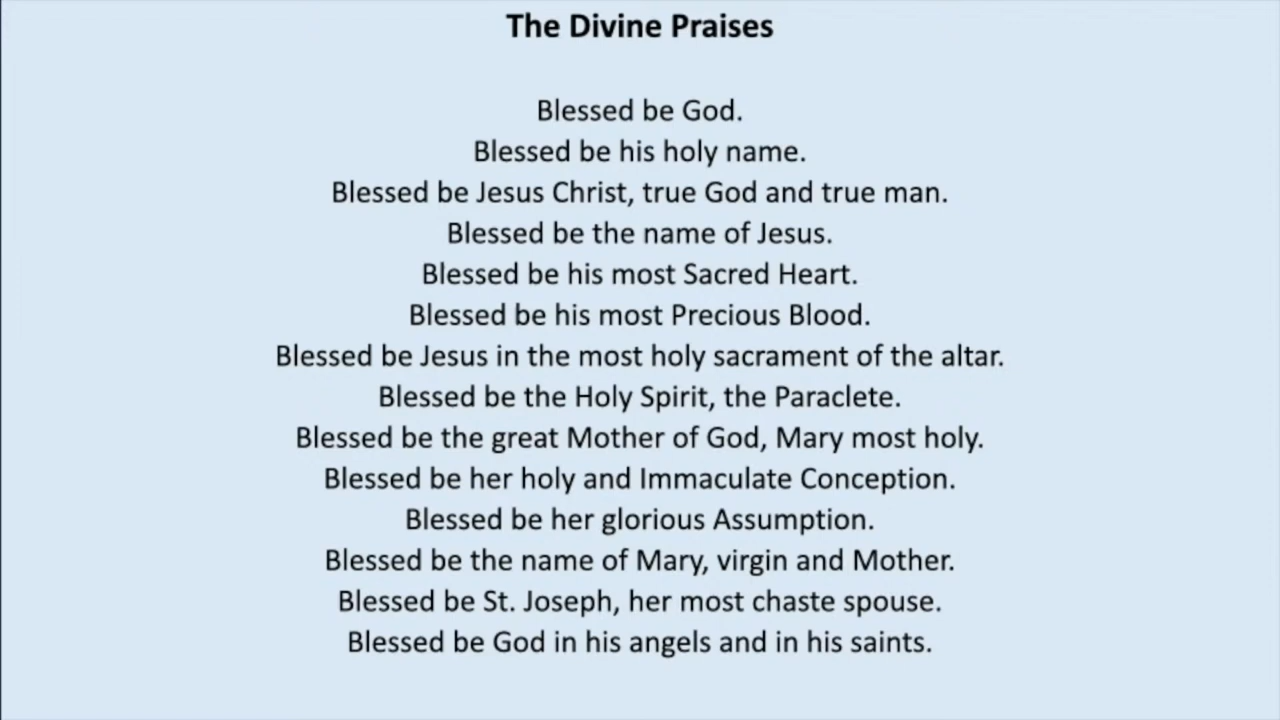 The Divine Praises
Blessed be God.
Blessed be his holy name.
Blessed be Jesus Christ, true God and true man.
Blessed be the name of Jesus.
Blessed be his most Sacred Heart.
Blessed be his most Precious Blood.
Blessed be Jesus in the most holy sacrament of the altar.
Blessed be the Holy Spirit, the Paraclete.
Blessed be the great Mother of God, Mary most holy.
Blessed be her holy and Immaculate Conception.
Blessed be her glorious Assumption.
Blessed be the name of Mary, virgin and Mother.
Blessed be St. Joseph, her most chaste spouse.
Blessed be God in his angels and in his saints.